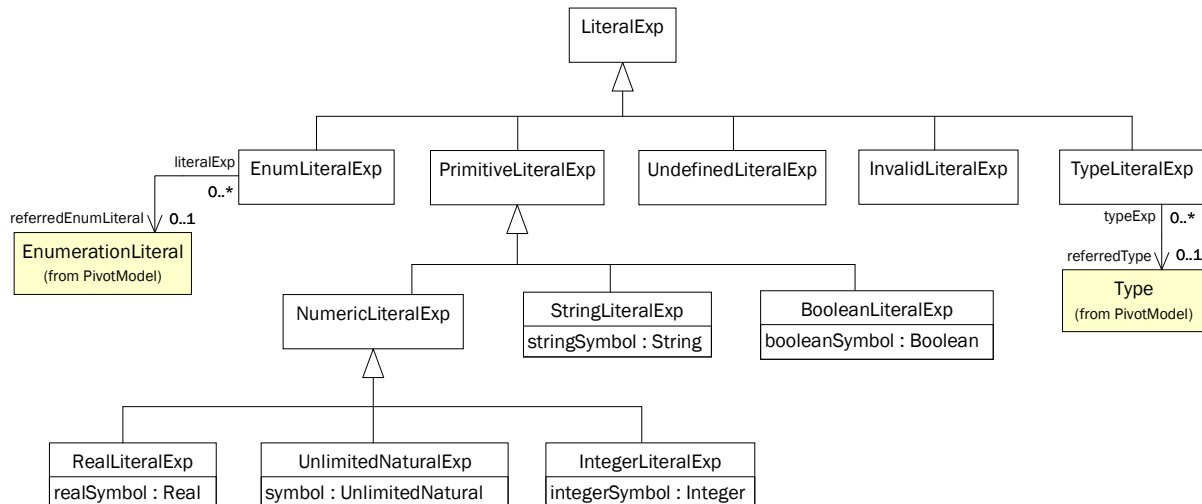 LiteralExp
literalExp
EnumLiteralExp
PrimitiveLiteralExp
UndefinedLiteralExp
InvalidLiteralExp
TypeLiteralExp
0..*
referredEnumLiteral
0..1
typeExp
0..*
EnumerationLiteral
(from PivotModel)
referredType
0..1
Type
(from PivotModel)
NumericLiteralExp
StringLiteralExp
stringSymbol : String
BooleanLiteralExp
booleanSymbol : Boolean
RealLiteralExp
realSymbol : Real
UnlimitedNaturalExp
symbol : UnlimitedNatural
IntegerLiteralExp
integerSymbol : Integer